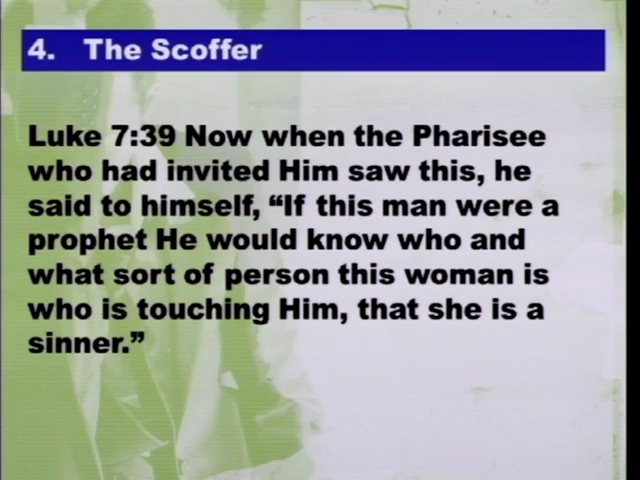 4. The Scoffer
Luke 7:39 Now when the Pharisee
who had invited Him saw this, he
said to himself, “If this man were a
prophet He would know who and
what sort of person this woman is
who is touching Him, that she is a
sinner.”